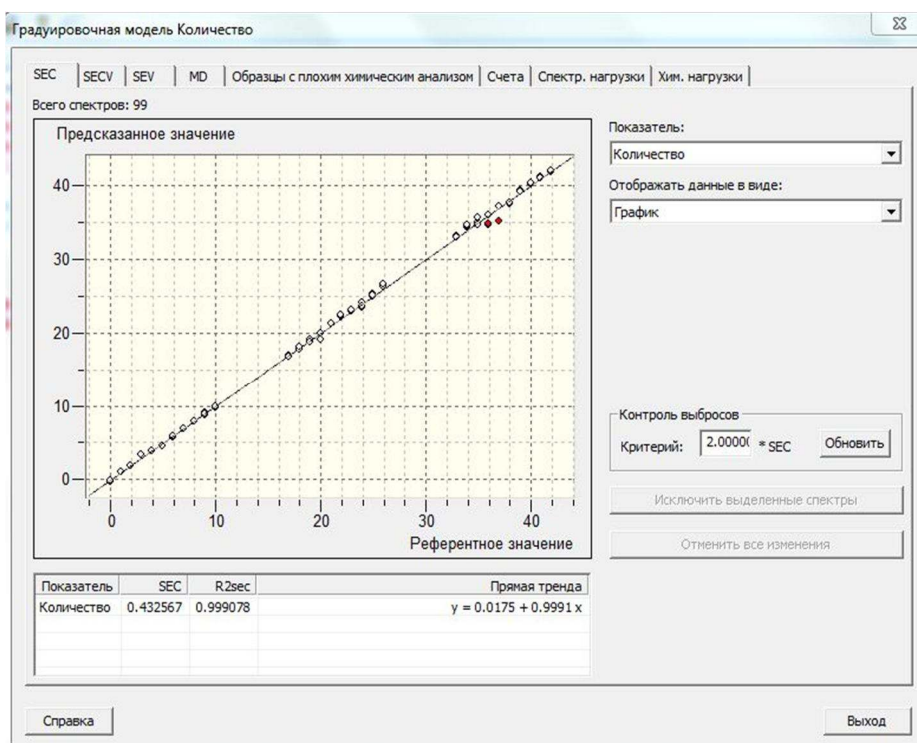 Градуировочная модель Количество
SEC SECV SEV MD Образцы с плохим химическим анализом Счета Спектр. нагрузки Хим. нагрузки
Всего спектров: 99
Предсказанное значение
40
30
20
10
0
0 10 20 30 40
Референтное значение
Показатель:
Количество
Отображать данные в виде:
График
Контроль выбросов
Критерий: 2.0000( * SEC Обновить
Исключить выделенные спектры
Отменить все изменения
Показатель SEC R2sec Прямая тренда
Количество 0.432567 0.999078 y = 0.0175 + 0.9991 x
Справка Выход